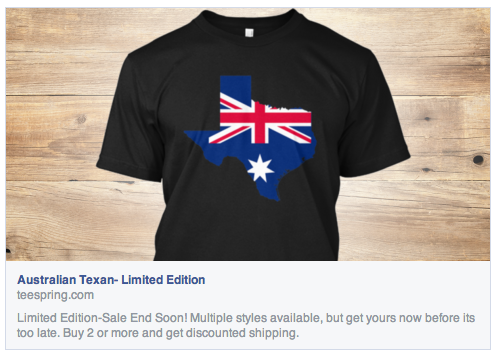 Australian Texan- Limited Edition
teespring.com
Limited Edition-Sale End Soon! Multiple styles available, but get yours now before its
too late. Buy 2 or more and get discounted shipping.